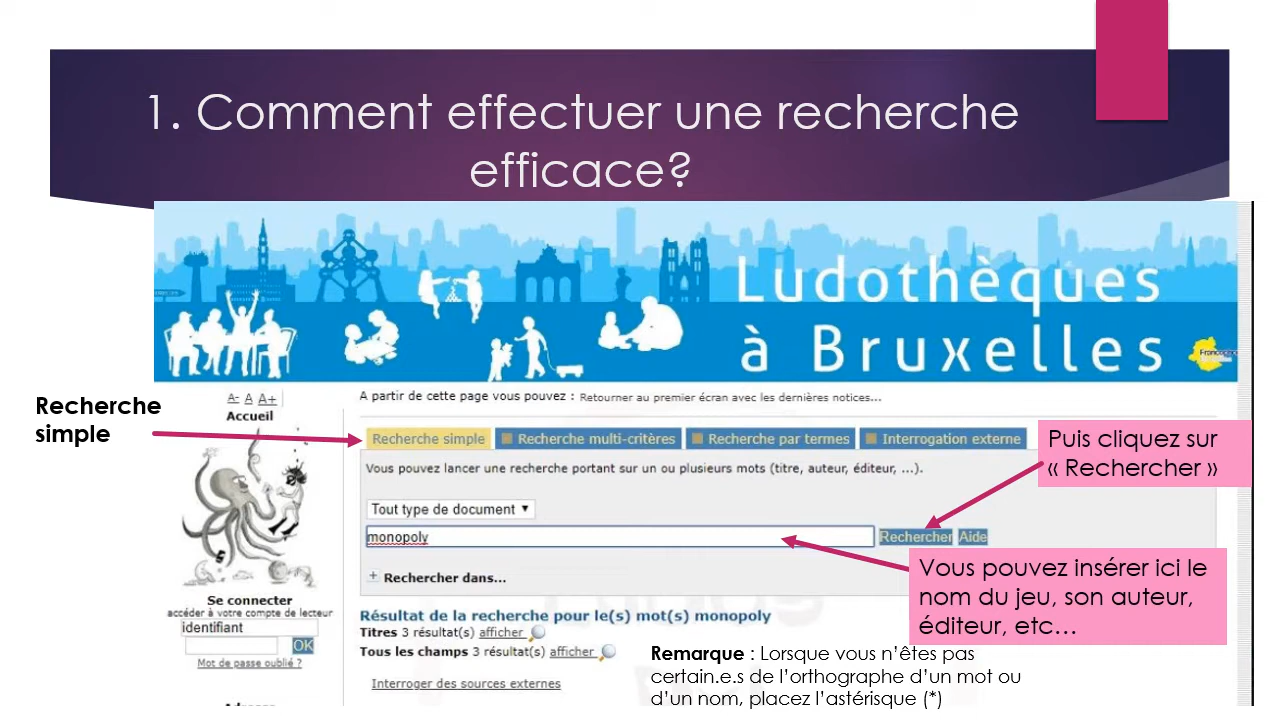 1. Comment effectuer une recherche
efficace?
Ludothèques
à Bruxelles
A- A A+
Accueil
A partir de cette page vous pouvez : Retourner au premier écran avec les dernières notices...
Recherche
simple
Recherche simple
Recherche multi-critères
Recherche par termes
Interrogation externe
Puis cliquez sur
« Rechercher »
Vous pouvez lancer une recherche portant sur un ou plusieurs mots (titre, auteur, éditeur, ...).
Tout type de document
monopoly
Rechercher Aide
Vous pouvez insérer ici le
nom du jeu, son auteur,
éditeur, etc…
+ Rechercher dans...
Se connecter
accéder à votre compte de lecteur
identifiant
OK
Mot de passe oublié ?
Résultat de la recherche pour le(s) mot(s) monopoly
Titres 3 résultat(s) afficher
Tous les champs 3 résultat(s) afficher
Interroger des sources externes
Remarque : Lorsque vous n’êtes pas
certain.e.s de l’orthographe d’un mot ou
d’un nom, placez l’astérisque (*)